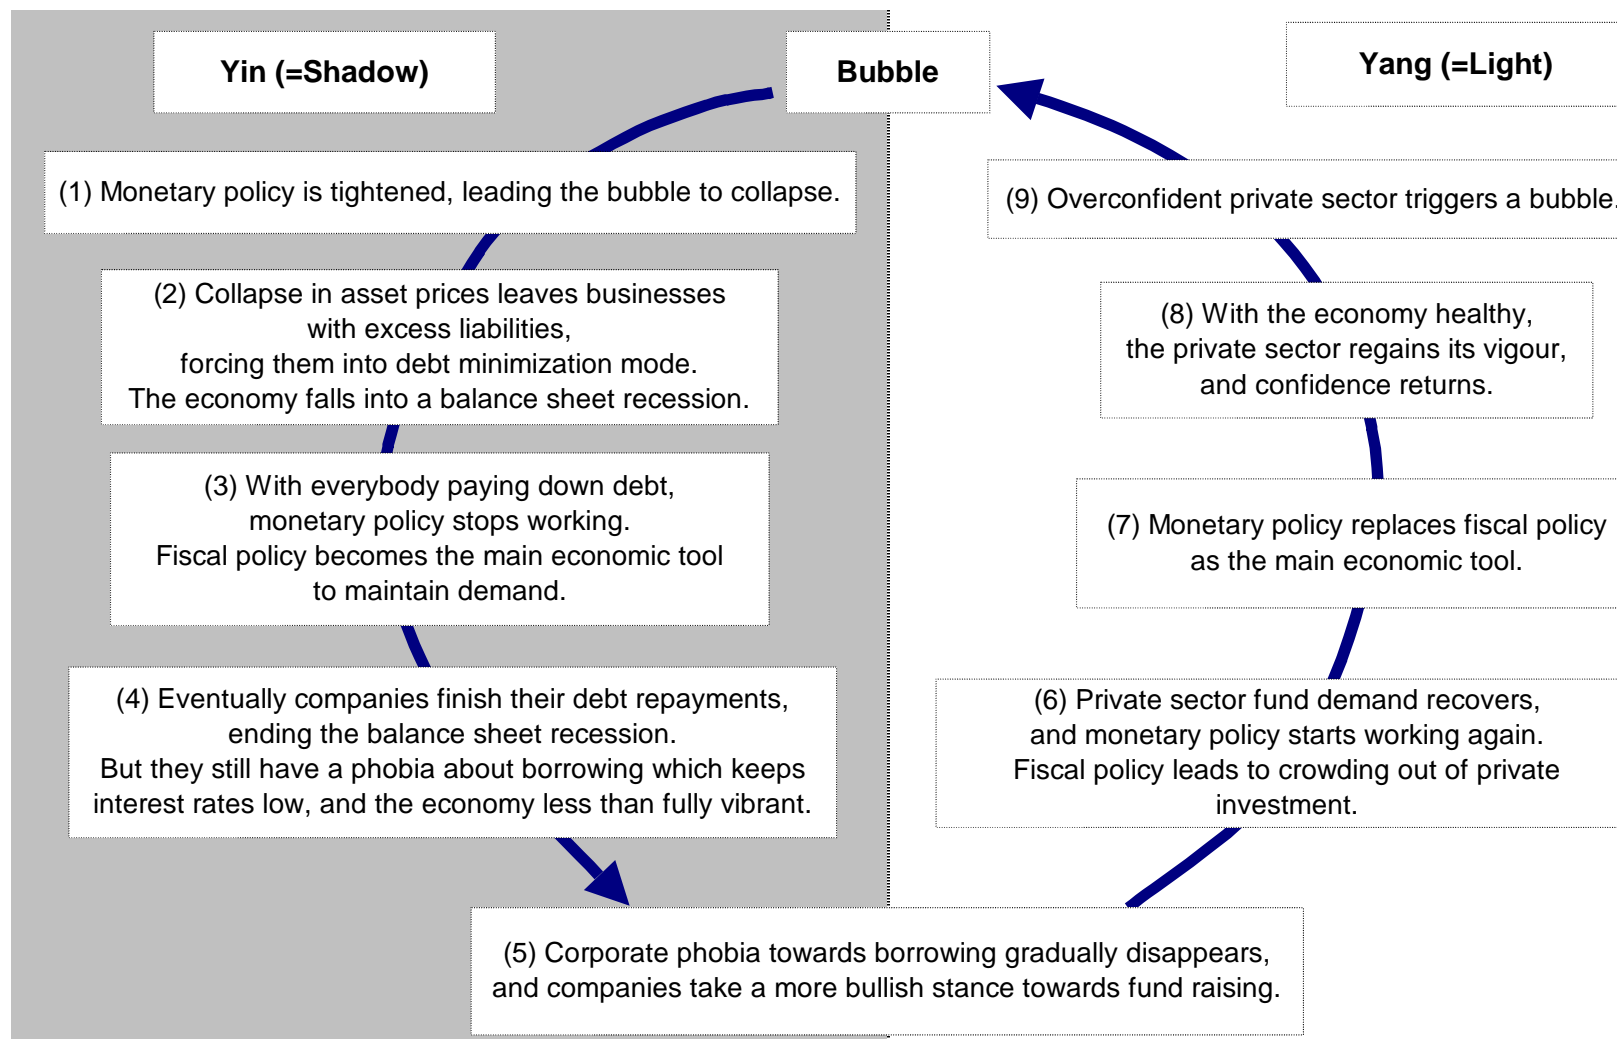 Yin (=Shadow)
Bubble
Yang (=Light)
(1) Monetary policy is tightened, leading the bubble to collapse.
(2) Collapse in asset prices leaves businesses
with excess liabilities,
forcing them into debt minimization mode.
The economy falls into a balance sheet recession.
(3) With everybody paying down debt,
monetary policy stops working.
Fiscal policy becomes the main economic tool
to maintain demand.
(4) Eventually companies finish their debt repayments,
ending the balance sheet recession.
But they still have a phobia about borrowing which keeps
interest rates low, and the economy less than fully vibrant.
(5) Corporate phobia towards borrowing gradually disappears,
and companies take a more bullish stance towards fund raising.
(6) Private sector fund demand recovers,
and monetary policy starts working again.
Fiscal policy leads to crowding out of private
investment.
(7) Monetary policy replaces fiscal policy
as the main economic tool.
(8) With the economy healthy,
the private sector regains its vigour,
and confidence returns.
(9) Overconfident private sector triggers a bubble.